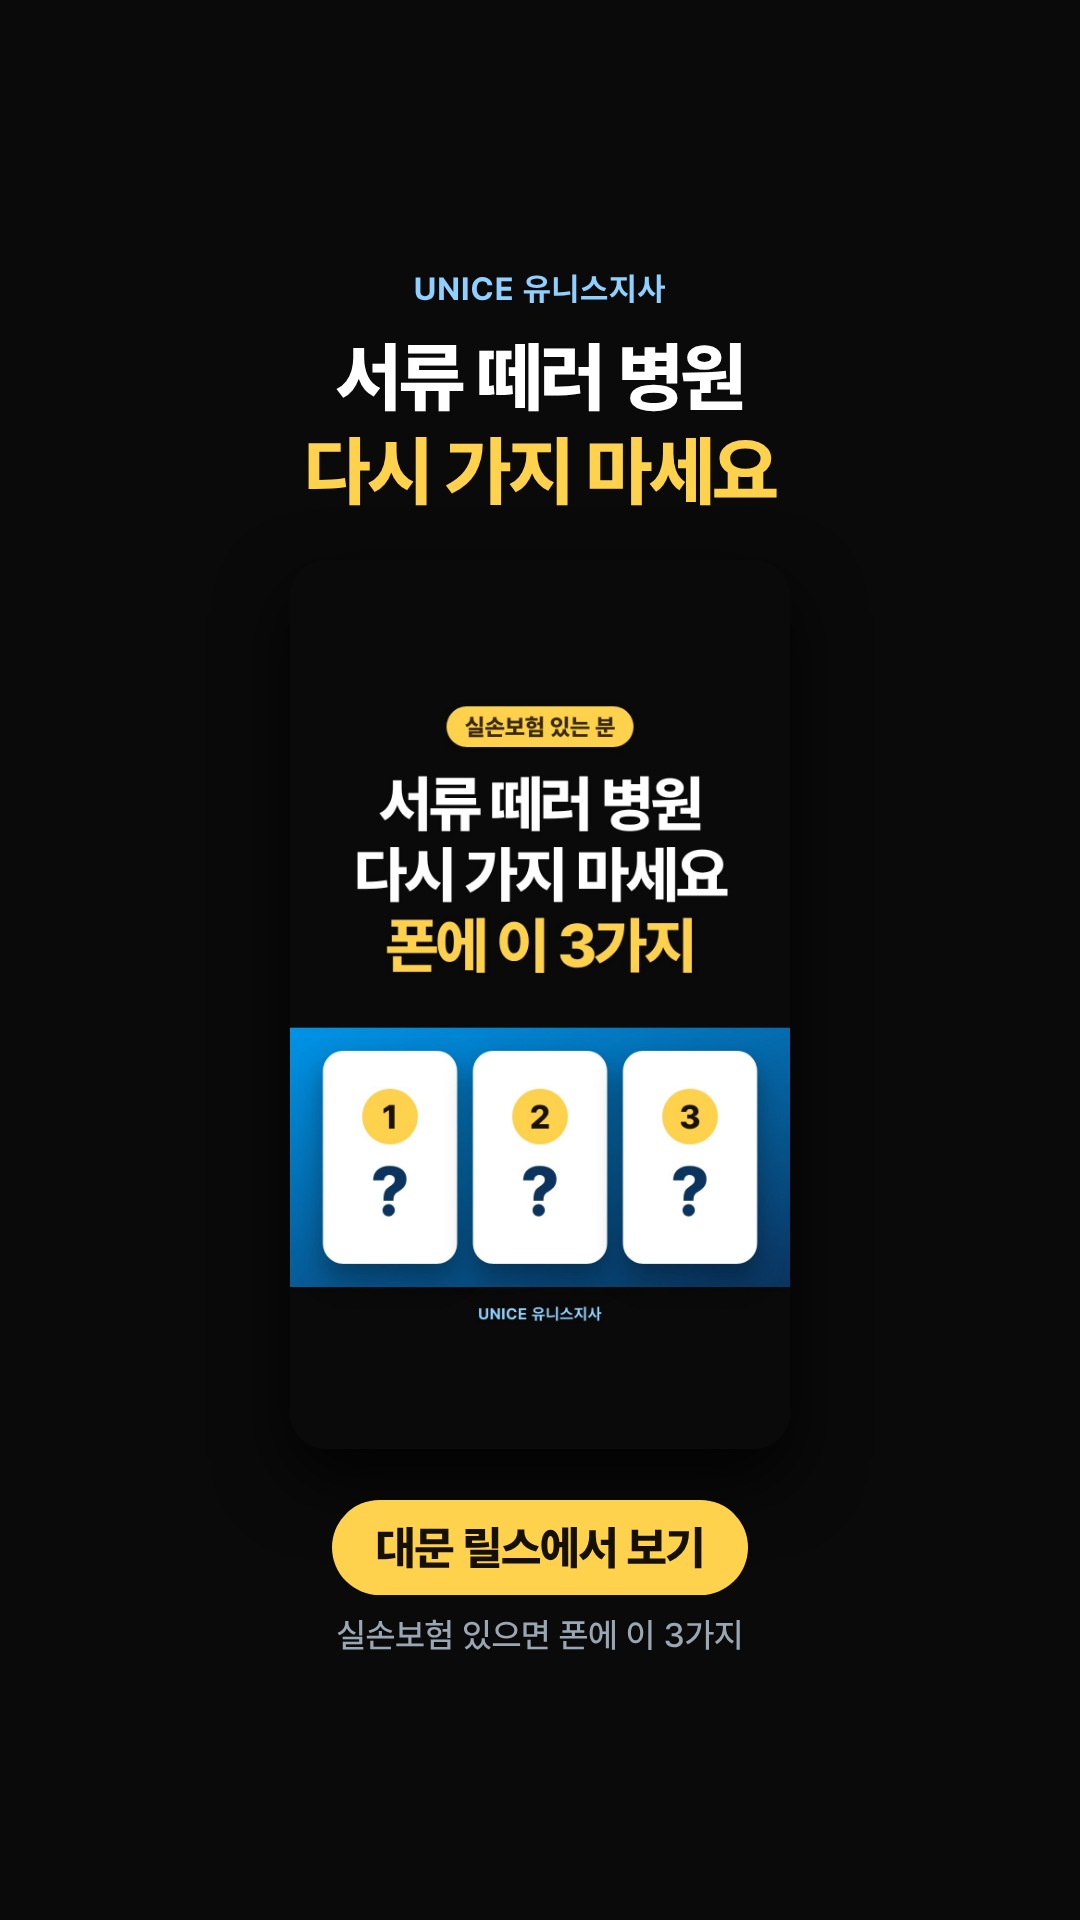 UNICE 유니스지사
서류 떼러 병원
다시 가지 마세요
실손보험 있는 분
서류 떼러 병원
다시 가지 마세요
폰에 이 3가지
1 2 3
? ? ?
UNICE 유니스지사
대문 릴스에서 보기
실손보험 있으면 폰에 이 3가지